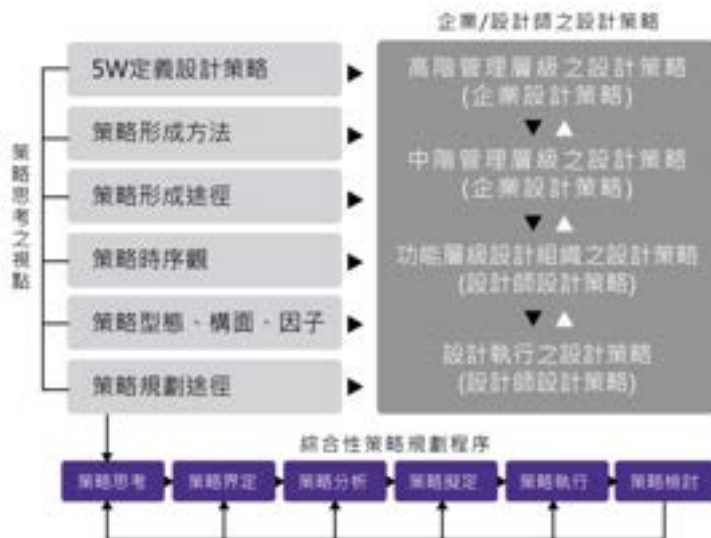 企業/設計師之設計策略
策略思考之視點
5W定義設計策略
策略形成方法
策略形成途徑
策略時序觀
策略型態、構面、因子
策略規劃途徑
高階管理層級之設計策略
(企業設計策略)
中階管理層級之設計策略
(企業設計策略)
功能層級設計組織之設計策略
(設計師設計策略)
設計執行之設計策略
(設計師設計策略)
綜合性策略規劃程序
策略思考
策略界定
策略分析
策略擬定
策略執行
策略檢討